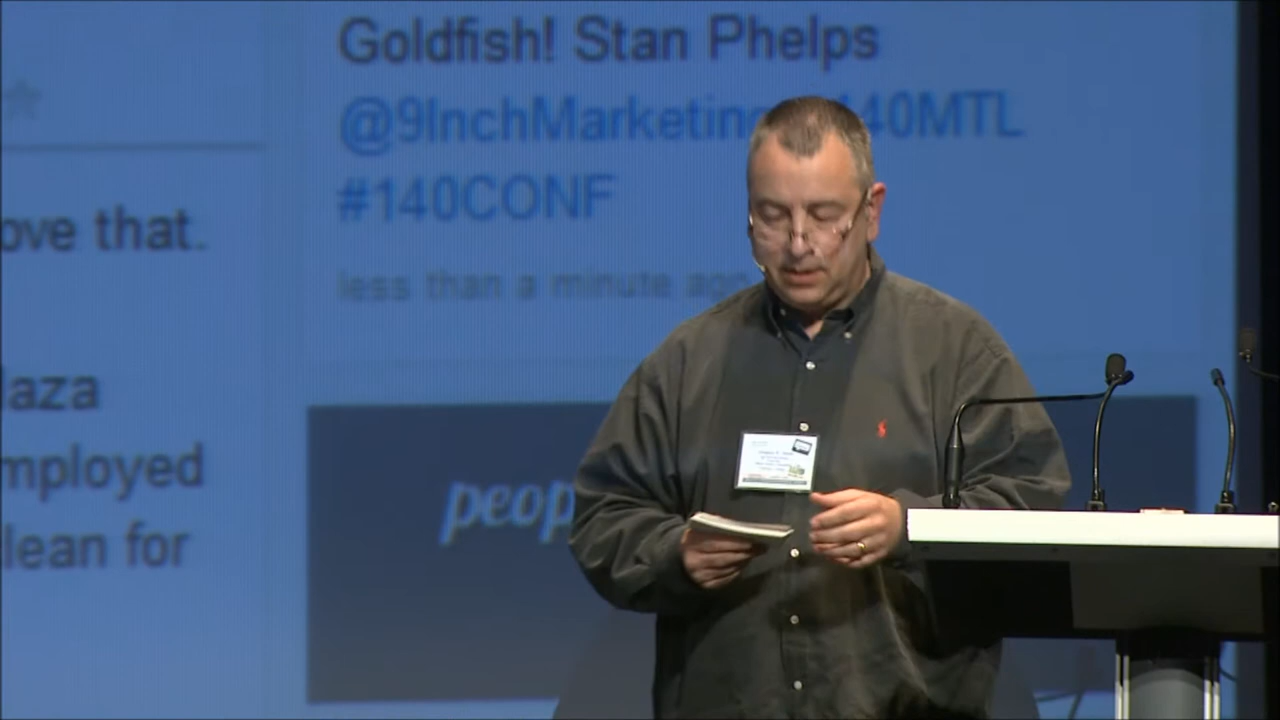 Goldfish! Stan Phelps
@9InchMarketing 140MTL
#140CONF
less than a minute ago
ove that.
laza
mployed
lean for
peop